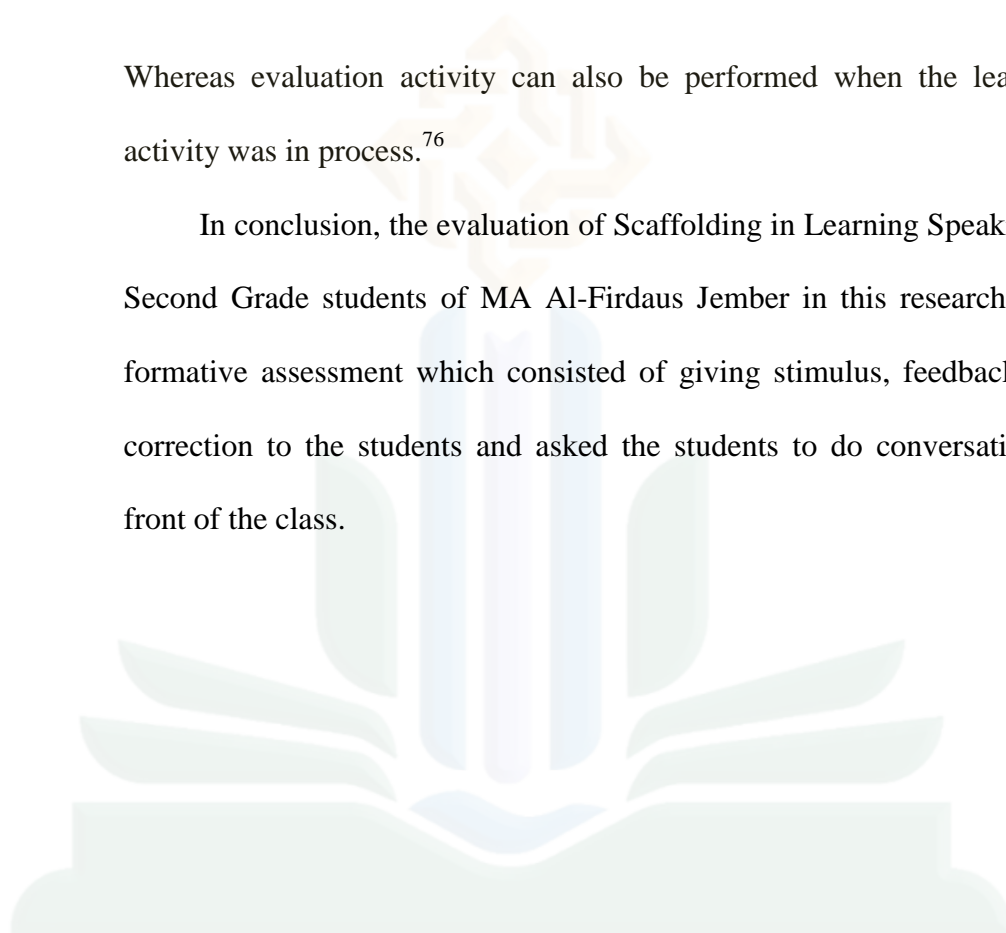 Whereas evaluation activity can also be performed when the lea
activity was in process.76
In conclusion, the evaluation of Scaffolding in Learning Speak
Second Grade students of MA Al-Firdaus Jember in this research
formative assessment which consisted of giving stimulus, feedback
correction to the students and asked the students to do conversati
front of the class.